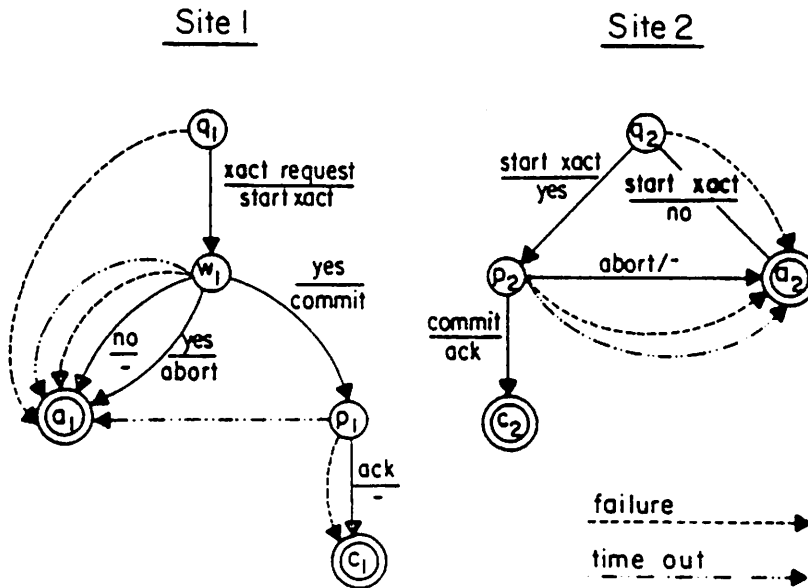 Site 1
q1
xact request
start xact
w1
yes
commit
no
-
yes
abort
a1
p1
ack
-
c1
Site 2
q2
start xact
yes
start xact
no
p2
abort/-
a2
commit
ack
c2
failure
time out